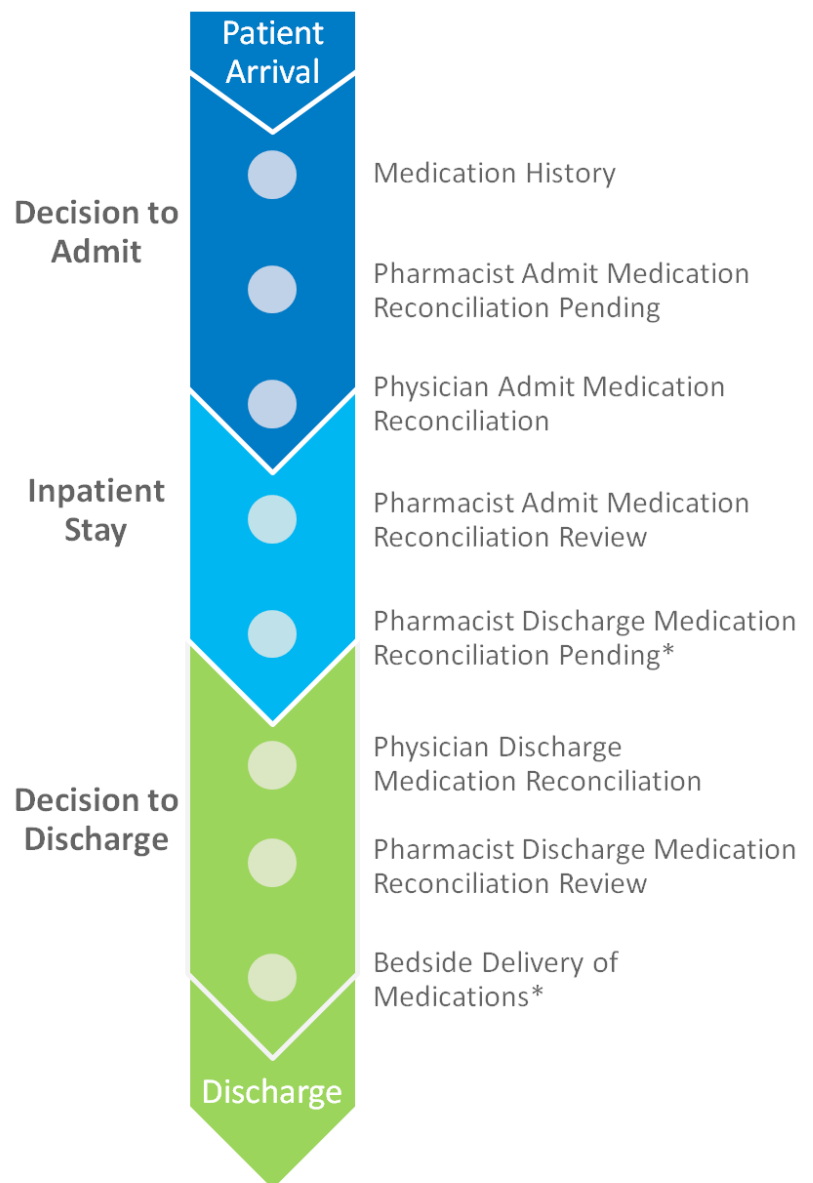 Patient
Arrival
Medication History
Decision to
Admit
Pharmacist Admit Medication
Reconciliation Pending
Physician Admit Medication
Reconciliation
Inpatient
Stay
Pharmacist Admit Medication
Reconciliation Review
Pharmacist Discharge Medication
Reconciliation Pending*
Physician Discharge
Medication Reconciliation
Decision to
Discharge
Pharmacist Discharge Medication
Reconciliation Review
Bedside Delivery of
Medications*
Discharge